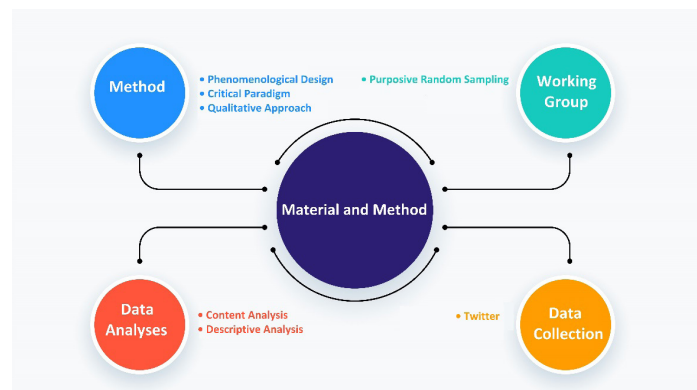 Method
• Phenomenological Design
• Critical Paradigm
• Qualitative Approach
• Purposive Random Sampling
Working
Group
Material and Method
Data
Analyses
• Content Analysis
• Descriptive Analysis
• Twitter
Data
Collection